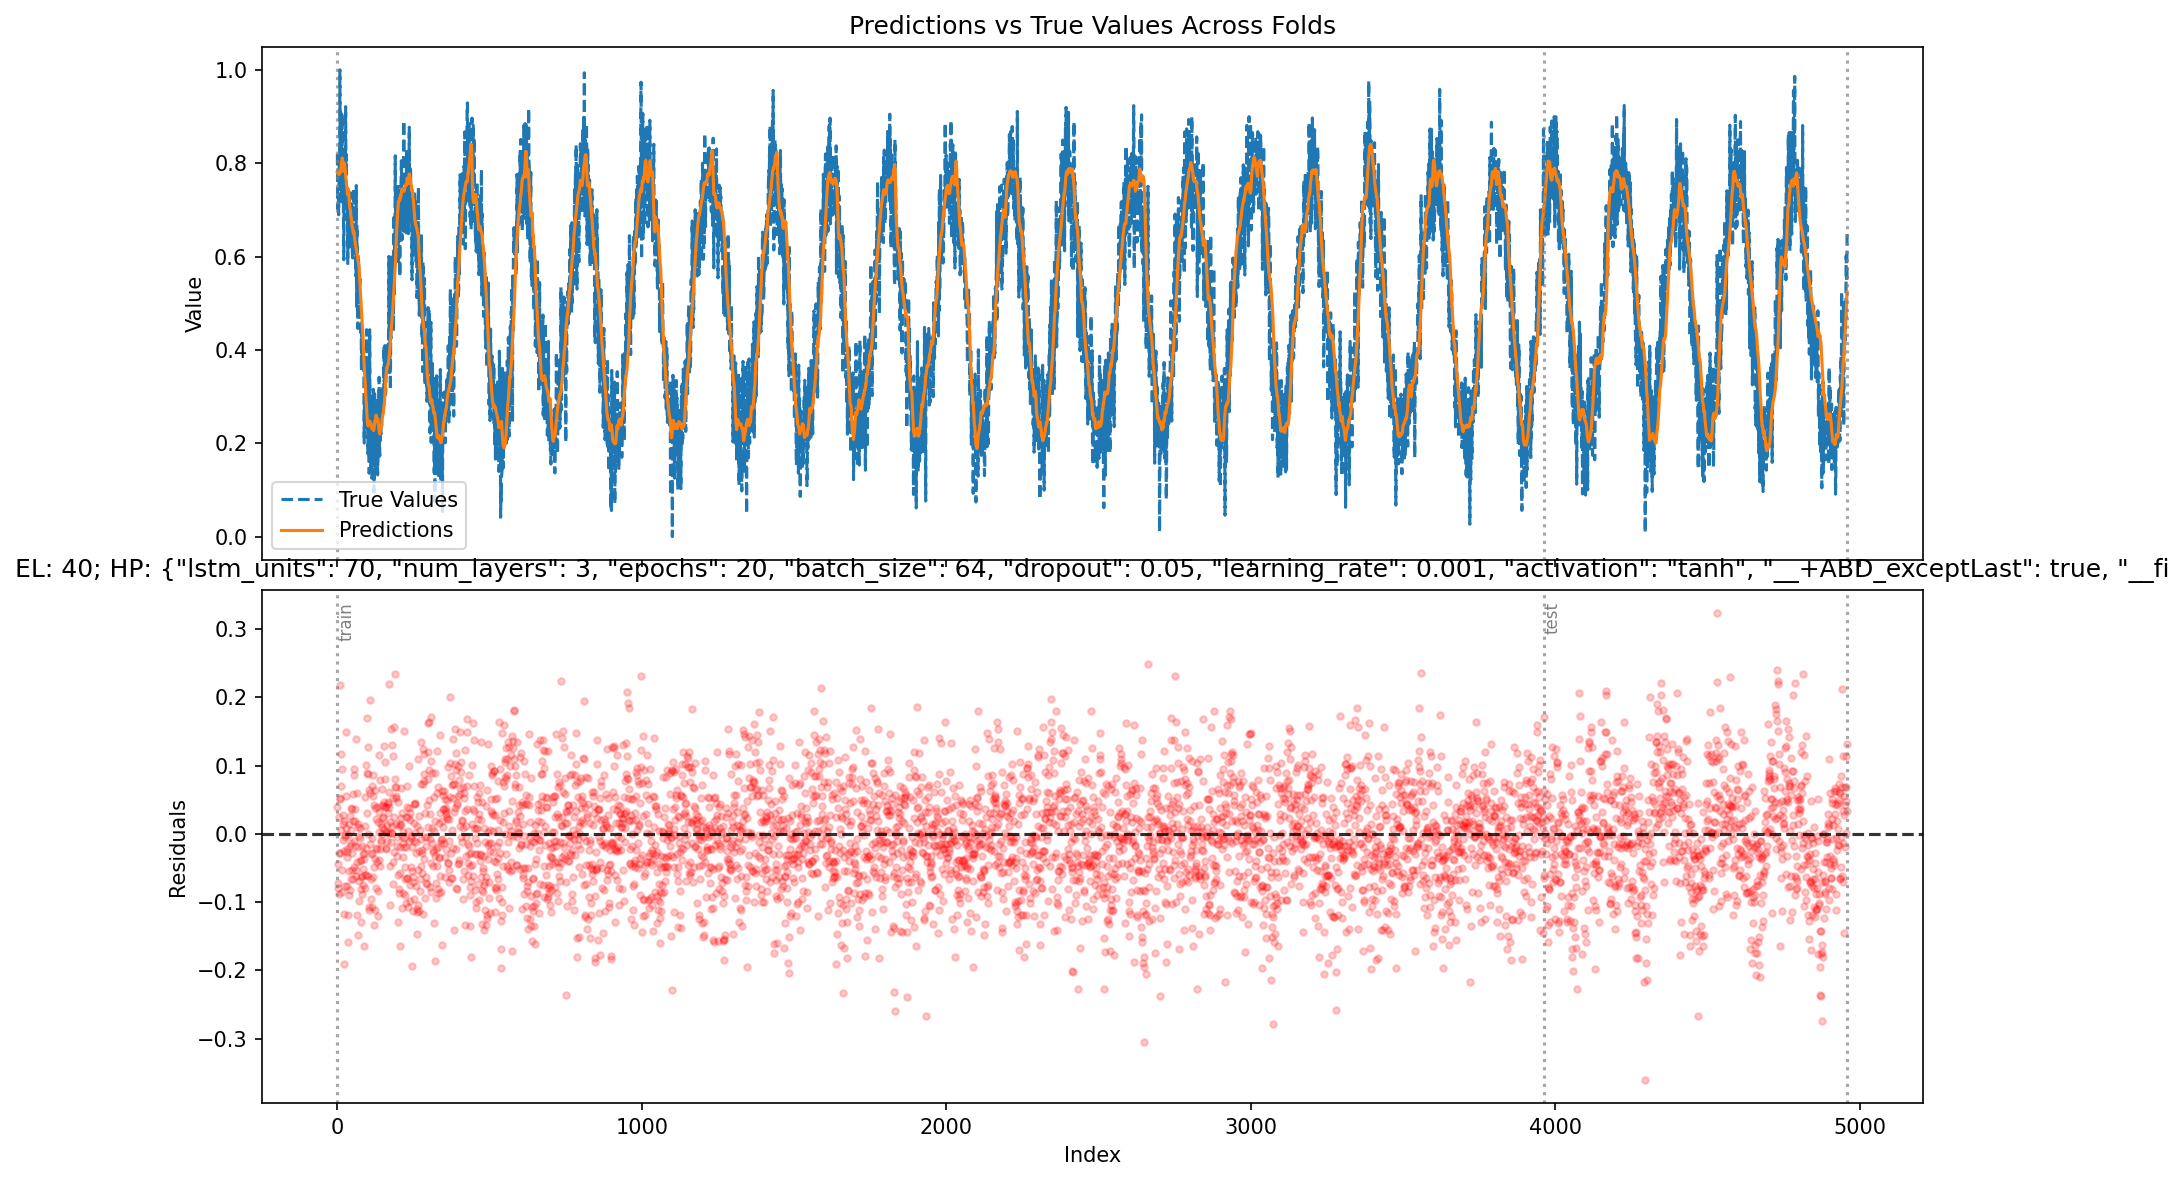 Predictions vs True Values Across Folds
Value
1.0
0.8
0.6
0.4
0.2
0.0
True Values
Predictions
EL: 40; HP: {"lstm_units": 70, "num_layers": 3, "epochs": 20, "batch_size": 64, "dropout": 0.05, "learning_rate": 0.001, "activation": "tanh", "__+ABD_exceptLast": true, "__fi
Residuals
0.3
0.2
0.1
0.0
−0.1
−0.2
−0.3
train
test
0
1000
2000
3000
4000
5000
Index